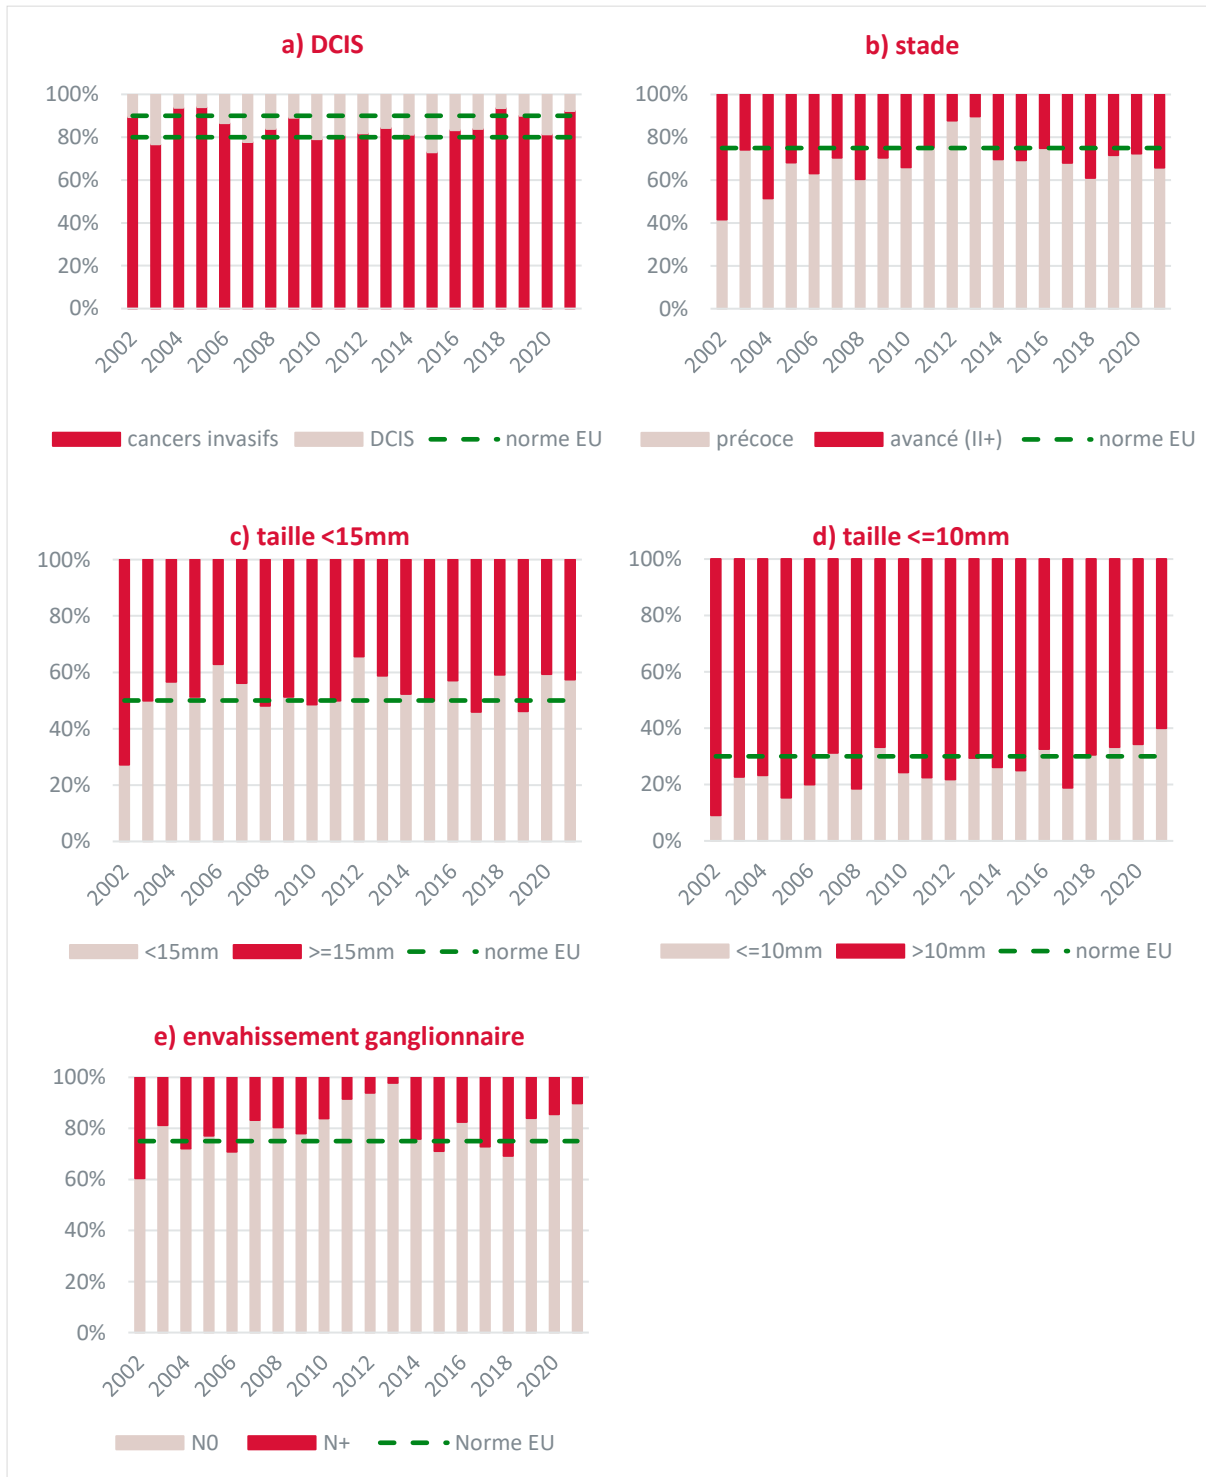 a) DCIS
100%
80%
60%
40%
20%
0%
2002 2004 2006 2008 2010 2012 2014 2016 2018 2020
cancers invasifs DCIS norme EU
b) stade
100%
80%
60%
40%
20%
0%
2002 2004 2006 2008 2010 2012 2014 2016 2018 2020
précoce avancé (II+) norme EU
c) taille <15mm
100%
80%
60%
40%
20%
0%
2002 2004 2006 2008 2010 2012 2014 2016 2018 2020
<15mm >=15mm norme EU
d) taille <=10mm
100%
80%
60%
40%
20%
0%
2002 2004 2006 2008 2010 2012 2014 2016 2018 2020
<=10mm >10mm norme EU
e) envahissement ganglionnaire
100%
80%
60%
40%
20%
0%
2002 2004 2006 2008 2010 2012 2014 2016 2018 2020
N0 N+ Norme EU